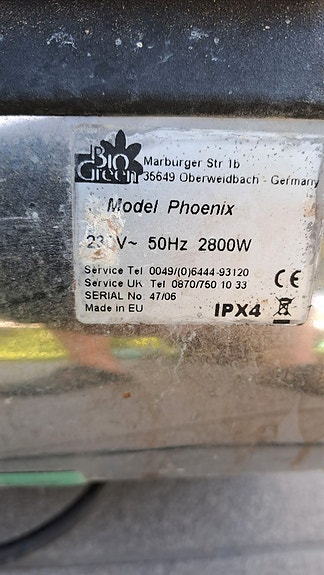 Bio
Green
Marburger Str 1b
35649 Oberweidbach - Germany
Model Phoenix
230V~ 50Hz 2800W
Service Tel 0049/(0)6444-93120
Service UK Tel 0870/750 10 33
SERIAL No 47/06
Made in EU
CE
IPX4